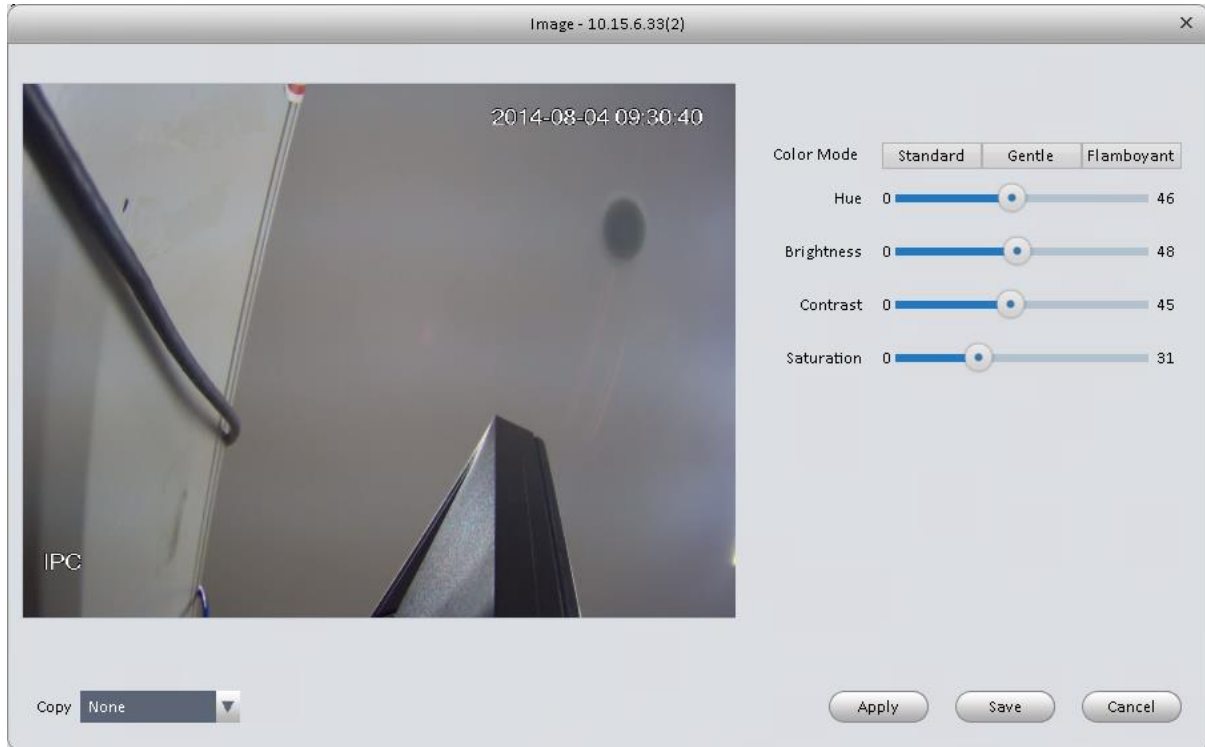 Image - 10.15.6.33(2)
2014-08-04 09:30:40
IPC
Color Mode Standard Gentle Flamboyant
Hue 0 46
Brightness 0 48
Contrast 0 45
Saturation 0 31
Copy None
Apply Save Cancel